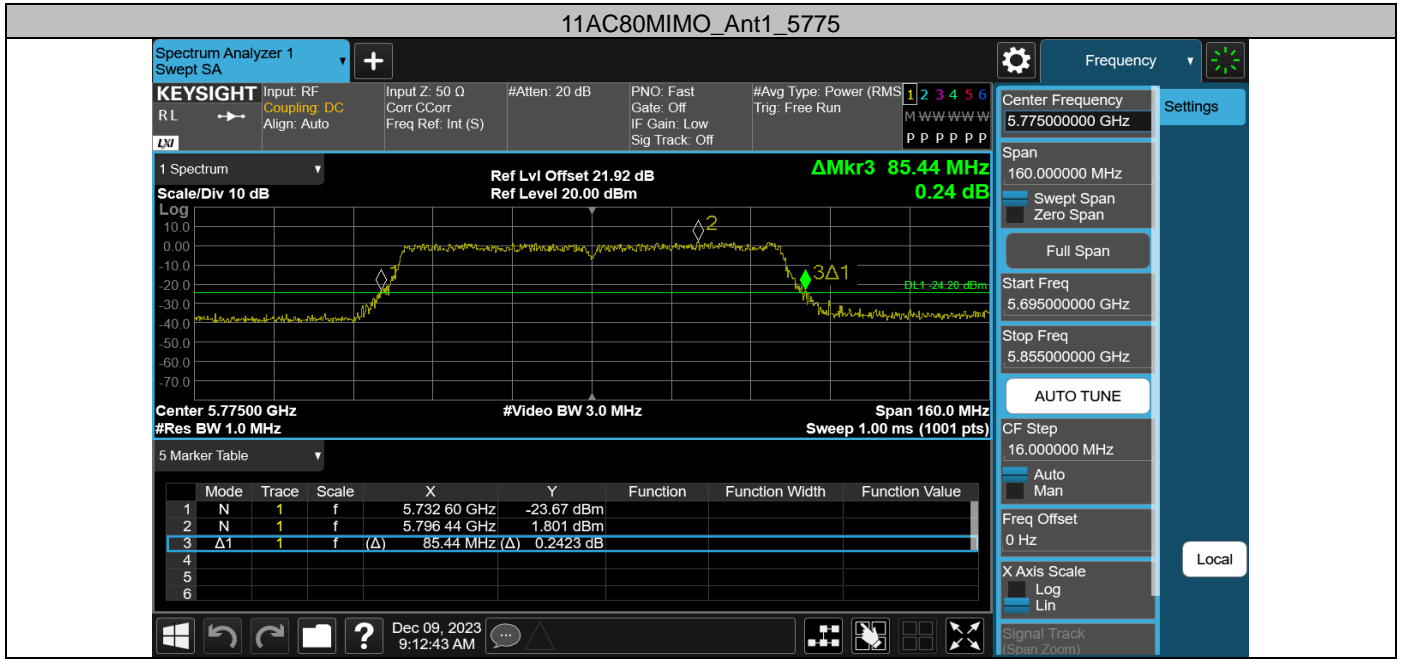 11AC80MIMO_Ant1_5775
Spectrum Analyzer 1
Swept SA
Frequency
KEYSIGHT
RL
LXI
Input: RF
Coupling: DC
Align: Auto
Input Z: 50 Ω
Corr CCorr
Freq Ref: Int (S)
#Atten: 20 dB
PNO: Fast
Gate: Off
IF Gain: Low
Sig Track: Off
#Avg Type: Power (RMS
Trig: Free Run
1 2 3 4 5 6
M W W W W W
P P P P P P
1 Spectrum
Scale/Div 10 dB
Ref Lvl Offset 21.92 dB
Ref Level 20.00 dBm
ΔMkr3 85.44 MHz
0.24 dB
Log
10.0
0.00
-10.0
-20.0
-30.0
-40.0
-50.0
-60.0
-70.0
1
2
3Δ1
DL1 -24.20 dBm
Center 5.77500 GHz
#Video BW 3.0 MHz
Span 160.0 MHz
#Res BW 1.0 MHz
Sweep 1.00 ms (1001 pts)
5 Marker Table
Mode Trace Scale X Y Function Function Width Function Value
1 N 1 f 5.732 60 GHz -23.67 dBm
2 N 1 f 5.796 44 GHz 1.801 dBm
3 Δ1 1 f (Δ) 85.44 MHz (Δ) 0.2423 dB
4
5
6
Dec 09, 2023
9:12:43 AM
Center Frequency
5.775000000 GHz
Settings
Span
160.000000 MHz
Swept Span
Zero Span
Full Span
Start Freq
5.695000000 GHz
Stop Freq
5.855000000 GHz
AUTO TUNE
CF Step
16.000000 MHz
Auto
Man
Freq Offset
0 Hz
X Axis Scale
Log
Lin
Signal Track
(Span Zoom)
Local